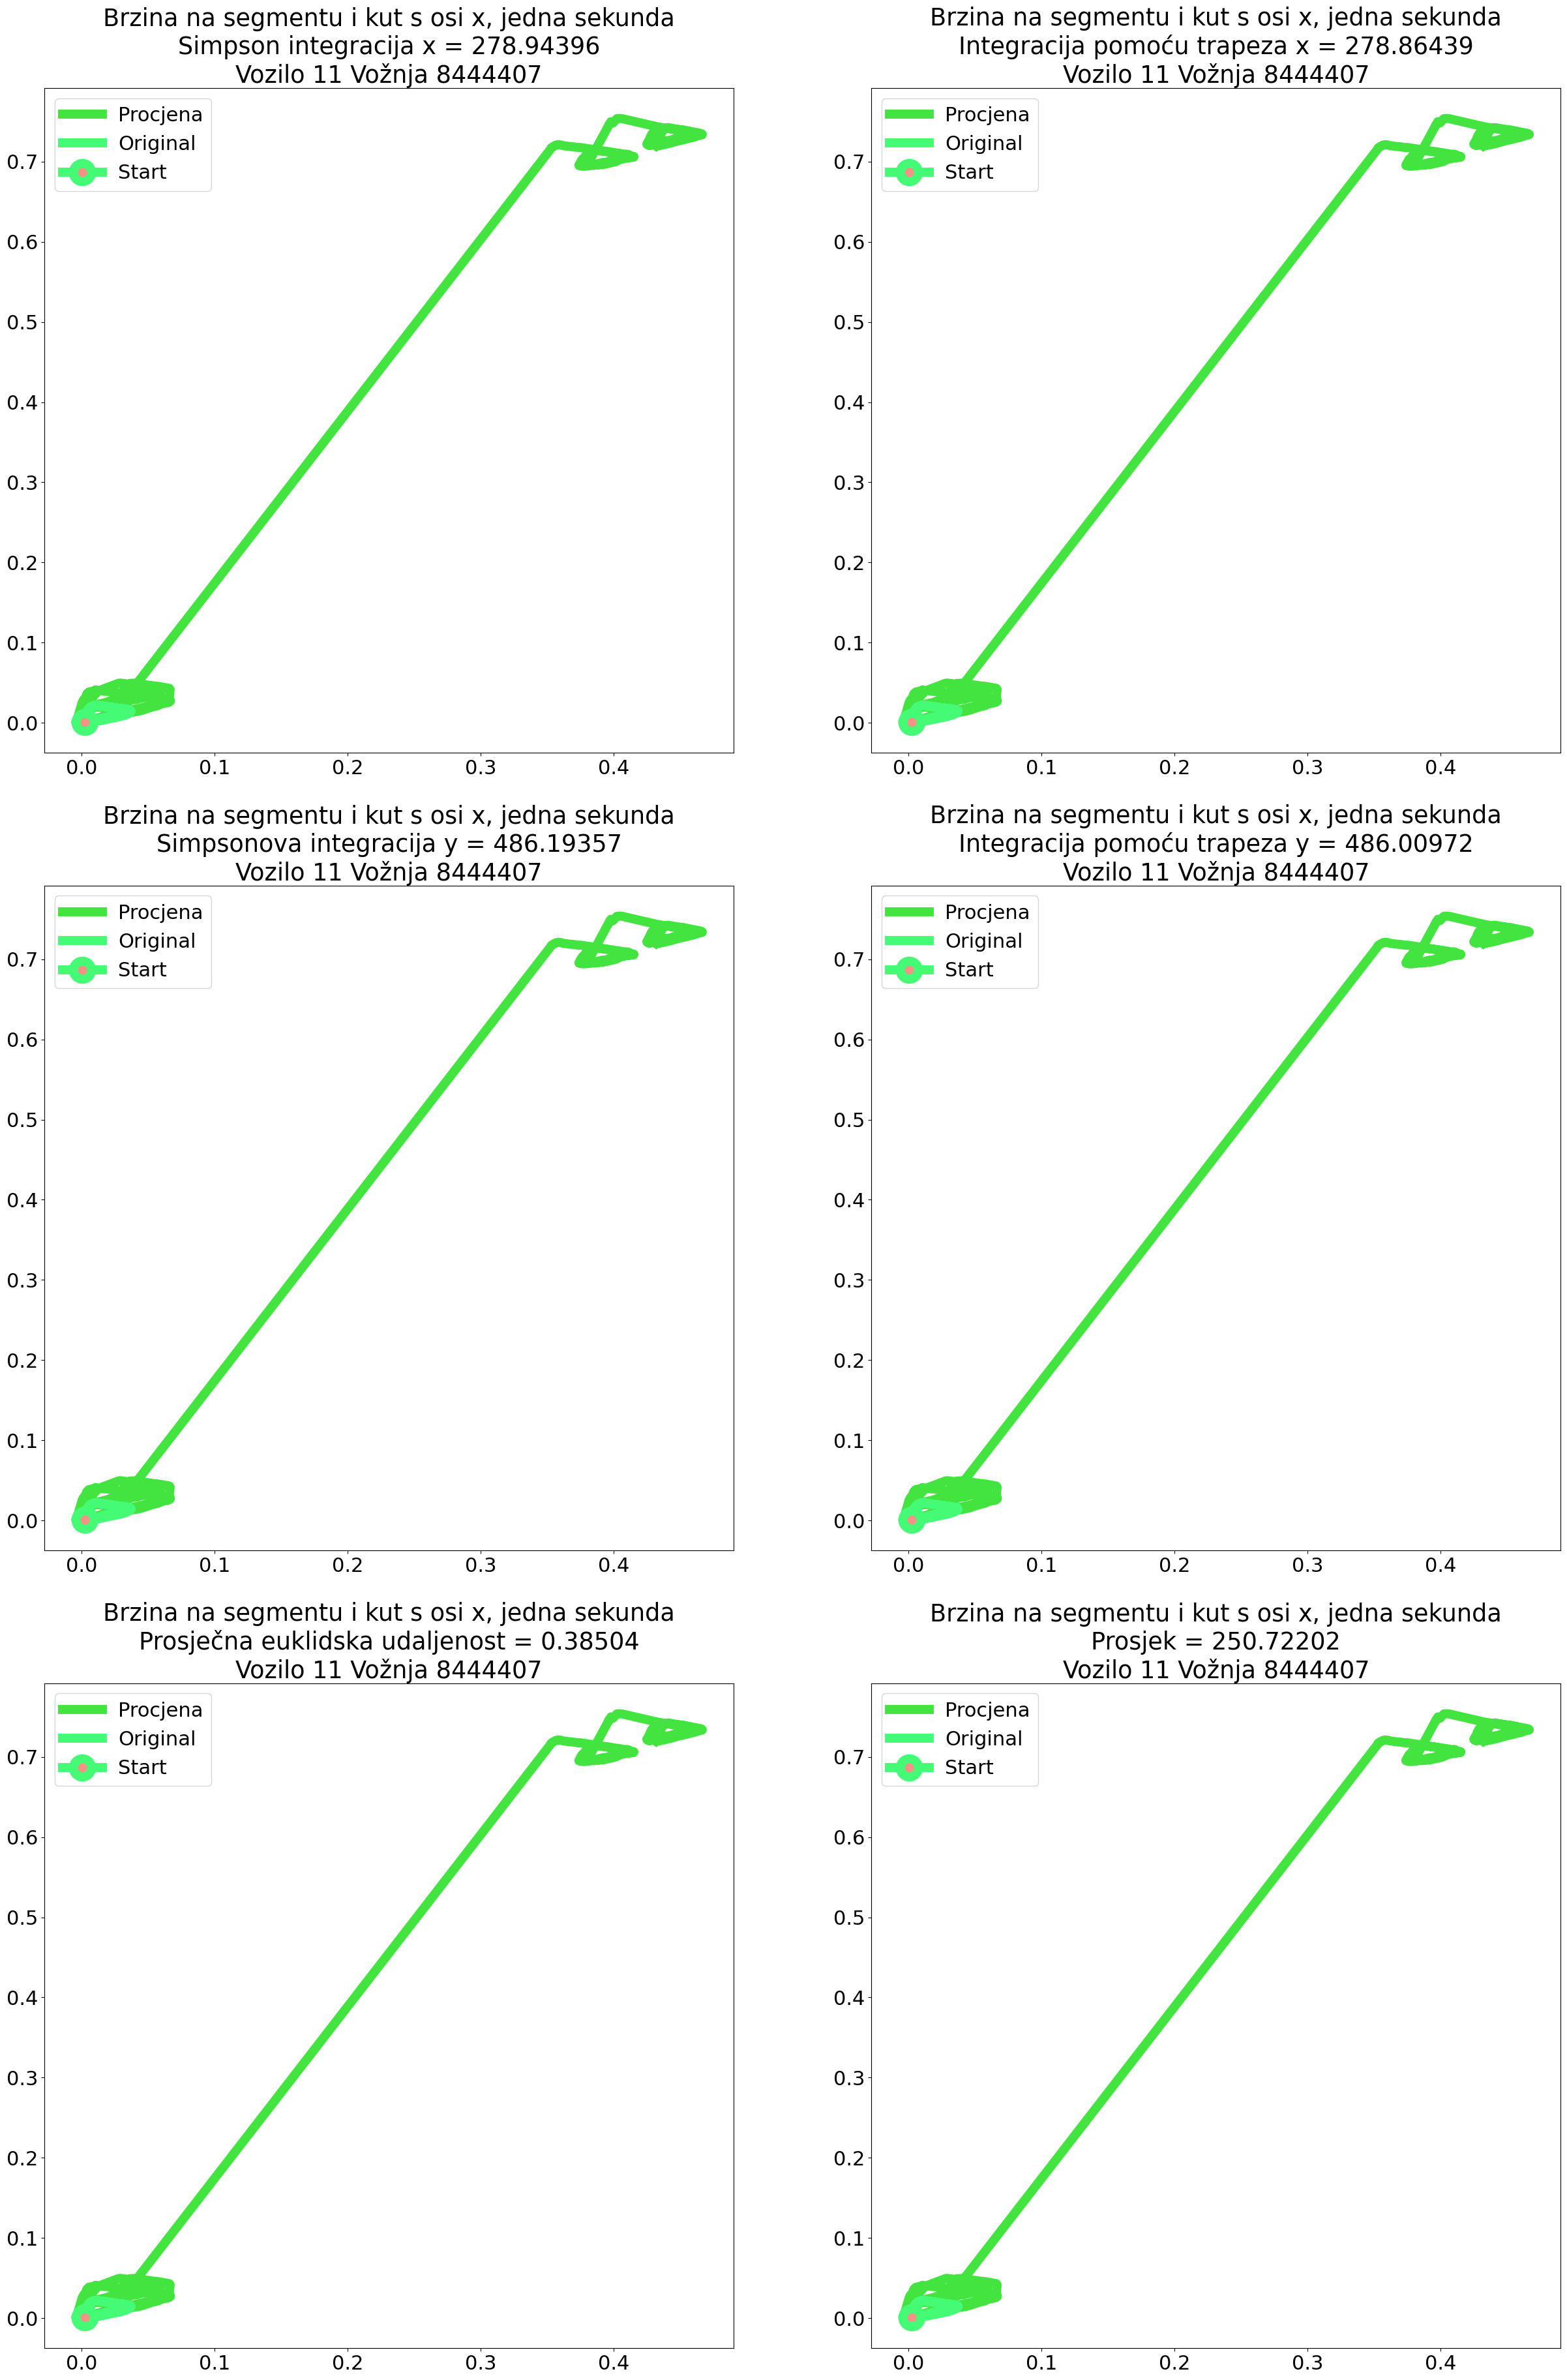 Brzina na segmentu i kut s osi x, jedna sekunda
Simpson integracija x = 278.94396
Vozilo 11 Vožnja 8444407
Procjena
Original
Start
0.7
0.6
0.5
0.4
0.3
0.2
0.1
0.0
0.0 0.1 0.2 0.3 0.4
Brzina na segmentu i kut s osi x, jedna sekunda
Integracija pomoću trapeza x = 278.86439
Vozilo 11 Vožnja 8444407
Procjena
Original
Start
0.7
0.6
0.5
0.4
0.3
0.2
0.1
0.0
0.0 0.1 0.2 0.3 0.4
Brzina na segmentu i kut s osi x, jedna sekunda
Simpsonova integracija y = 486.19357
Vozilo 11 Vožnja 8444407
Procjena
Original
Start
0.7
0.6
0.5
0.4
0.3
0.2
0.1
0.0
0.0 0.1 0.2 0.3 0.4
Brzina na segmentu i kut s osi x, jedna sekunda
Integracija pomoću trapeza y = 486.00972
Vozilo 11 Vožnja 8444407
Procjena
Original
Start
0.7
0.6
0.5
0.4
0.3
0.2
0.1
0.0
0.0 0.1 0.2 0.3 0.4
Brzina na segmentu i kut s osi x, jedna sekunda
Prosječna euklidska udaljenost = 0.38504
Vozilo 11 Vožnja 8444407
Procjena
Original
Start
0.7
0.6
0.5
0.4
0.3
0.2
0.1
0.0
0.0 0.1 0.2 0.3 0.4
Brzina na segmentu i kut s osi x, jedna sekunda
Prosjek = 250.72202
Vozilo 11 Vožnja 8444407
Procjena
Original
Start
0.7
0.6
0.5
0.4
0.3
0.2
0.1
0.0
0.0 0.1 0.2 0.3 0.4